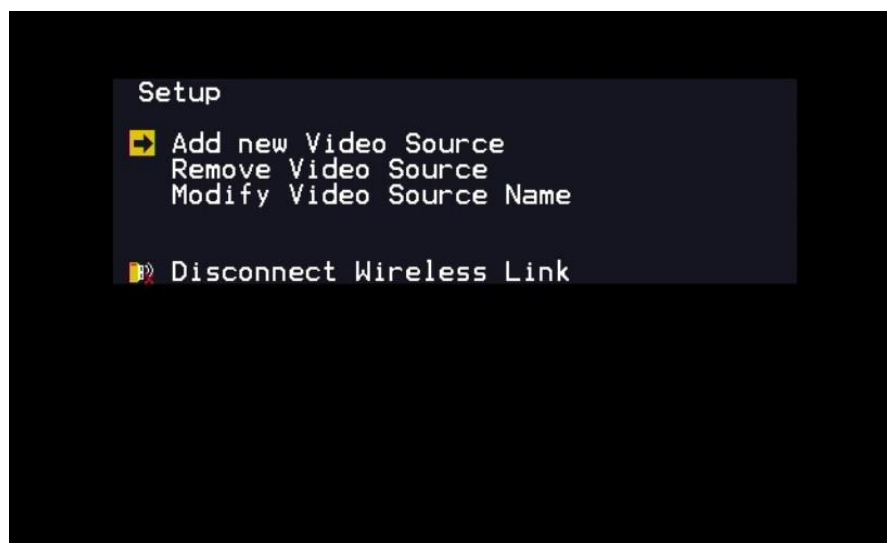 Setup
Add new Video Source
Remove Video Source
Modify Video Source Name
Disconnect Wireless Link